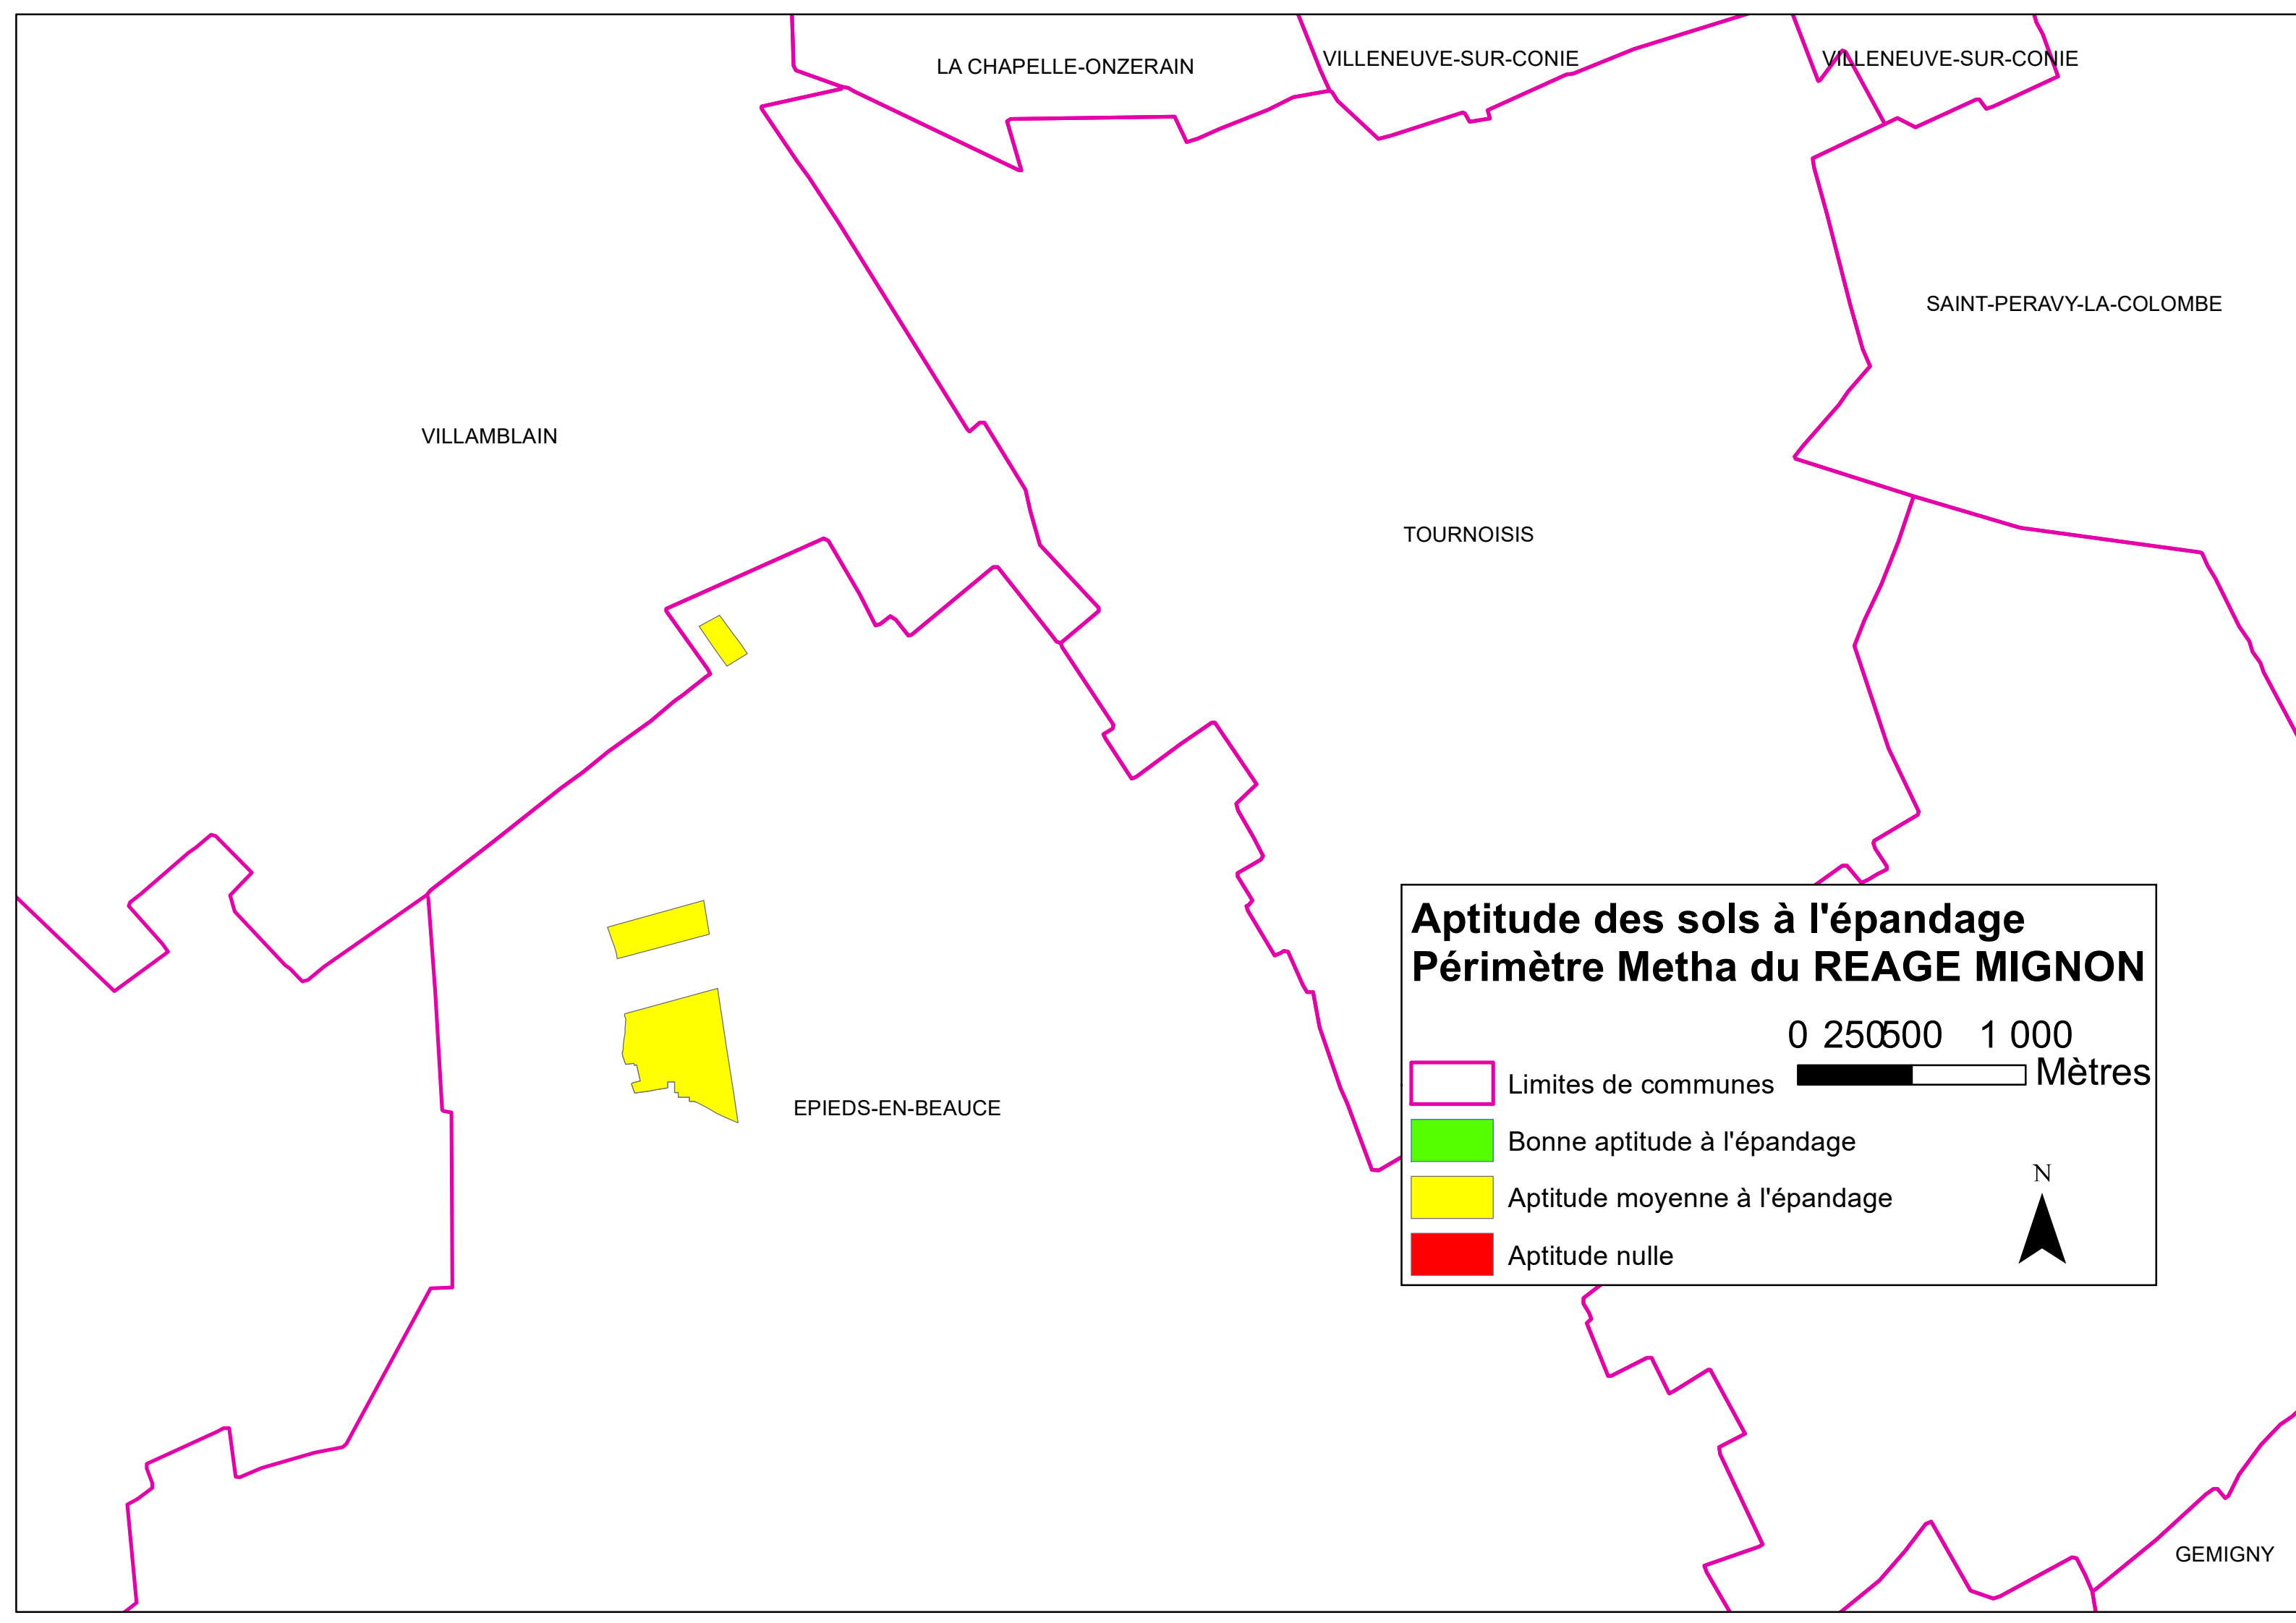 LA CHAPELLE-ONZERAIN
VILLENEUVE-SUR-CONIE
VILLENEUVE-SUR-CONIE
SAINT-PERAVY-LA-COLOMBE
VILLAMBLAIN
TOURNOISIS
EPIEDS-EN-BEAUCE
Aptitude des sols à l'épandage
Périmètre Metha du REAGE MIGNON
0 250 500 1 000
Mètres
Limites de communes
Bonne aptitude à l'épandage
Aptitude moyenne à l'épandage
Aptitude nulle
N
GEMIGNY